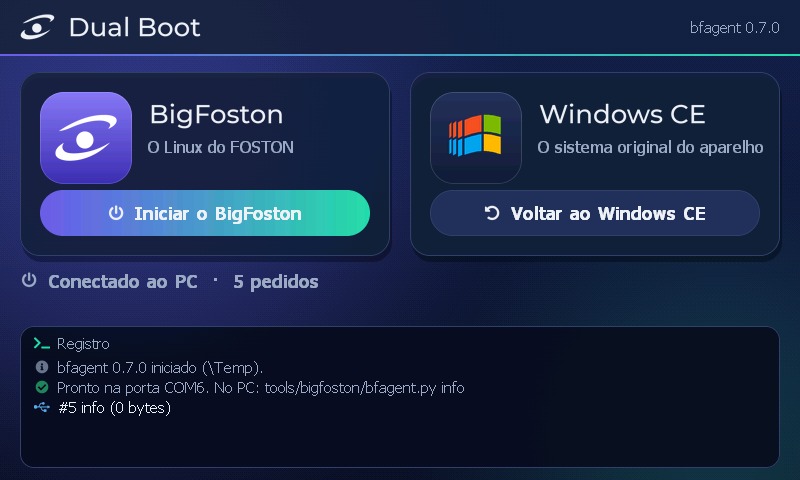 Dual Boot
bfagent 0.7.0
BigFoston
O Linux do FOSTON
Iniciar o BigFoston
Windows CE
O sistema original do aparelho
Voltar ao Windows CE
Conectado ao PC · 5 pedidos
Registro
bfagent 0.7.0 iniciado (\Temp).
Pronto na porta COM6. No PC: tools/bigfoston/bfagent.py info
#5 info (0 bytes)